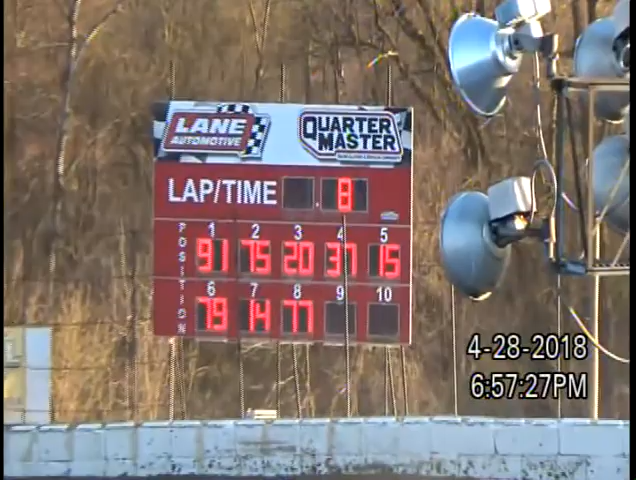 LANE
AUTOMOTIVE
QUARTER
MASTER
LAP/TIME 8
POSITION
1 2 3 4 5
91 75 20 37 15
6 7 8 9 10
79 14 77
4-28-2018
6:57:27PM